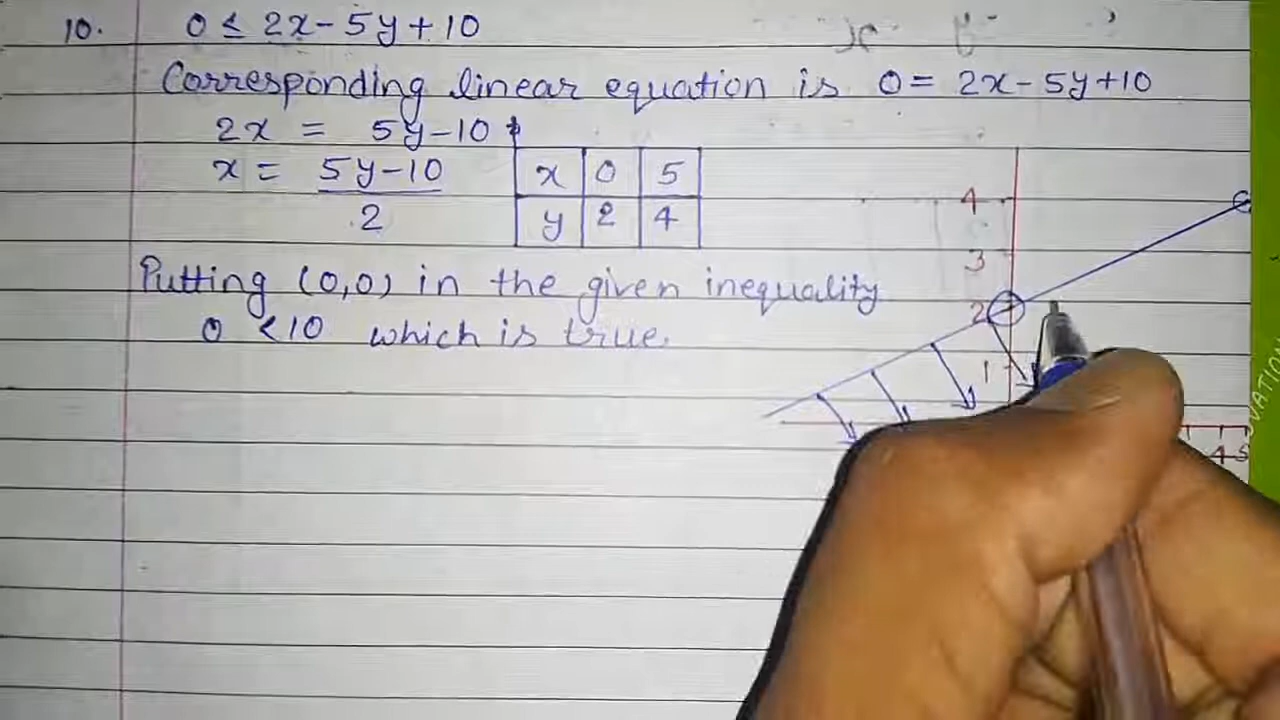 10. 0 ≤ 2x - 5y + 10
Corresponding linear equation is 0 = 2x - 5y + 10
2x = 5y - 10
x = 5y - 10
2
x 0 5
y 2 4
Putting (0,0) in the given inequality
0 < 10 which is true.
4
3
2
1
4 5